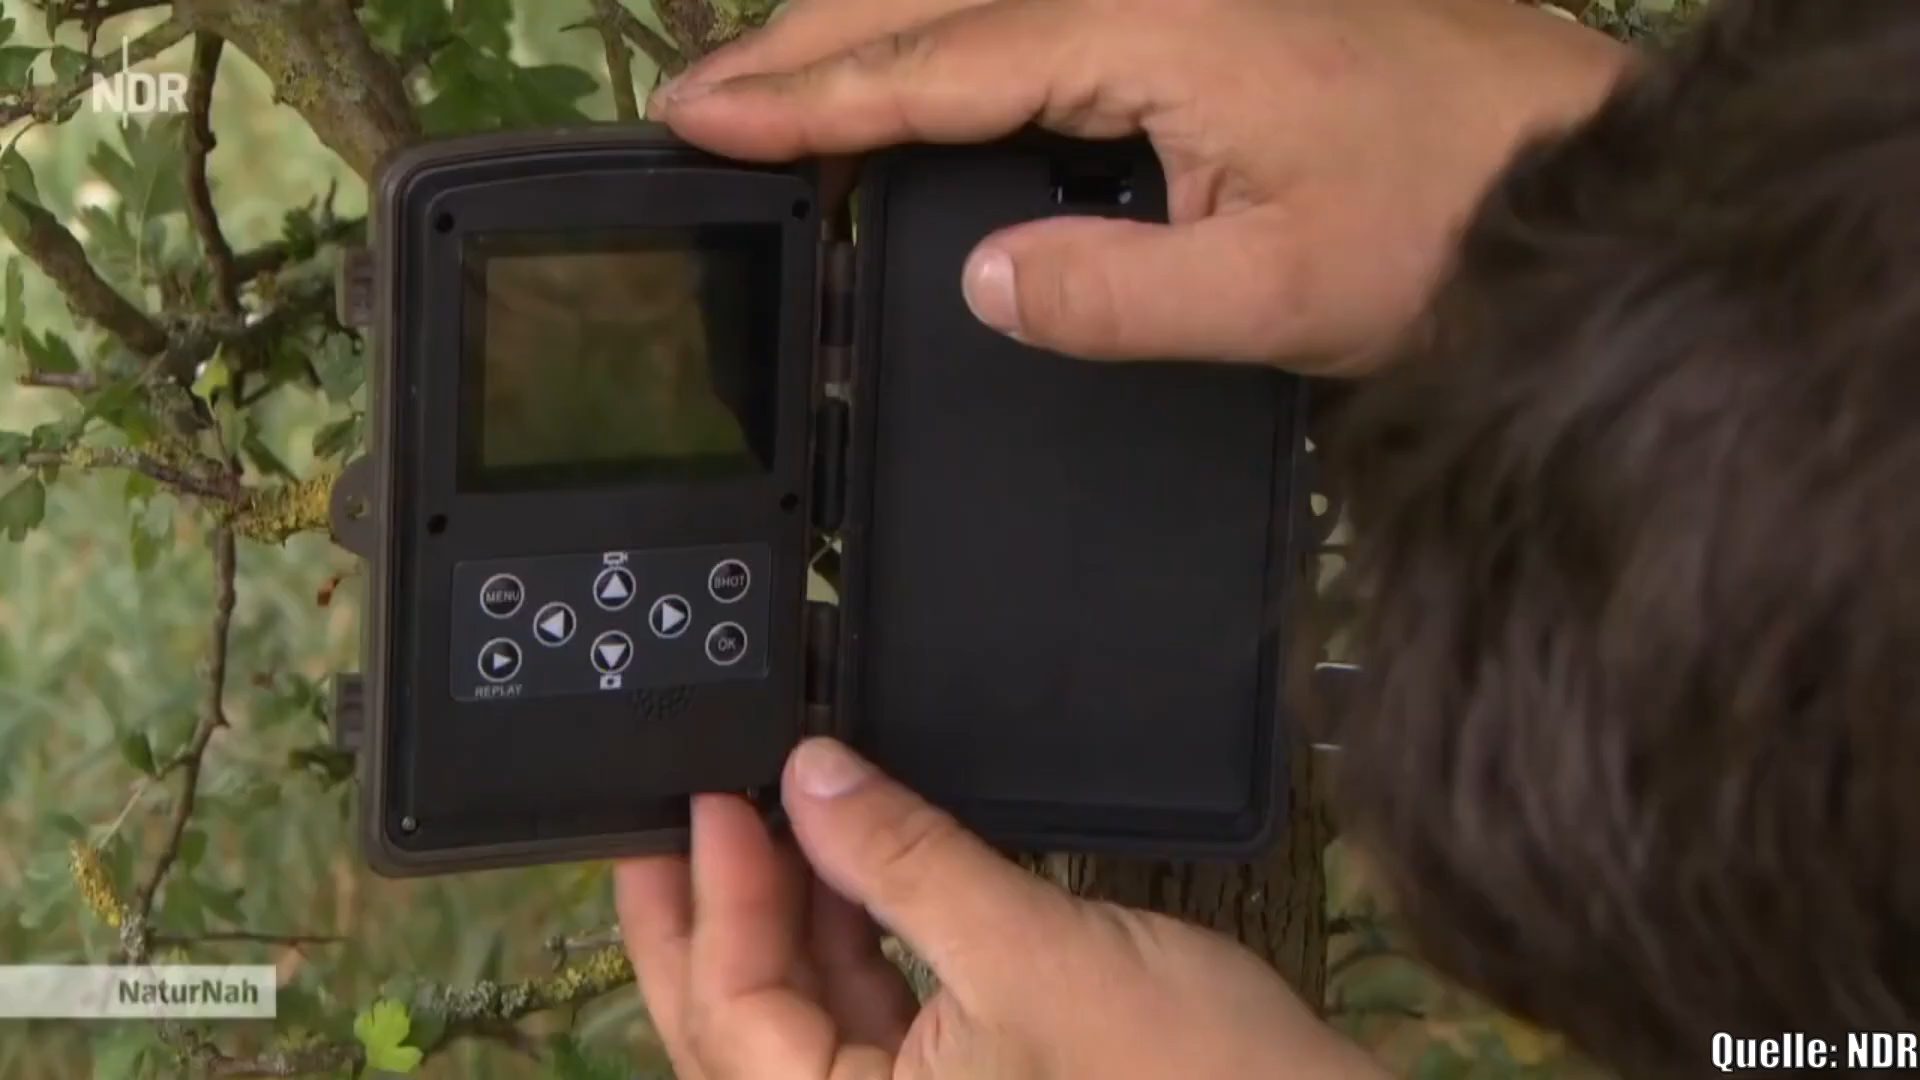 NDR
MENU
SHOT
OK
REPLAY
NaturNah
Quelle: NDR